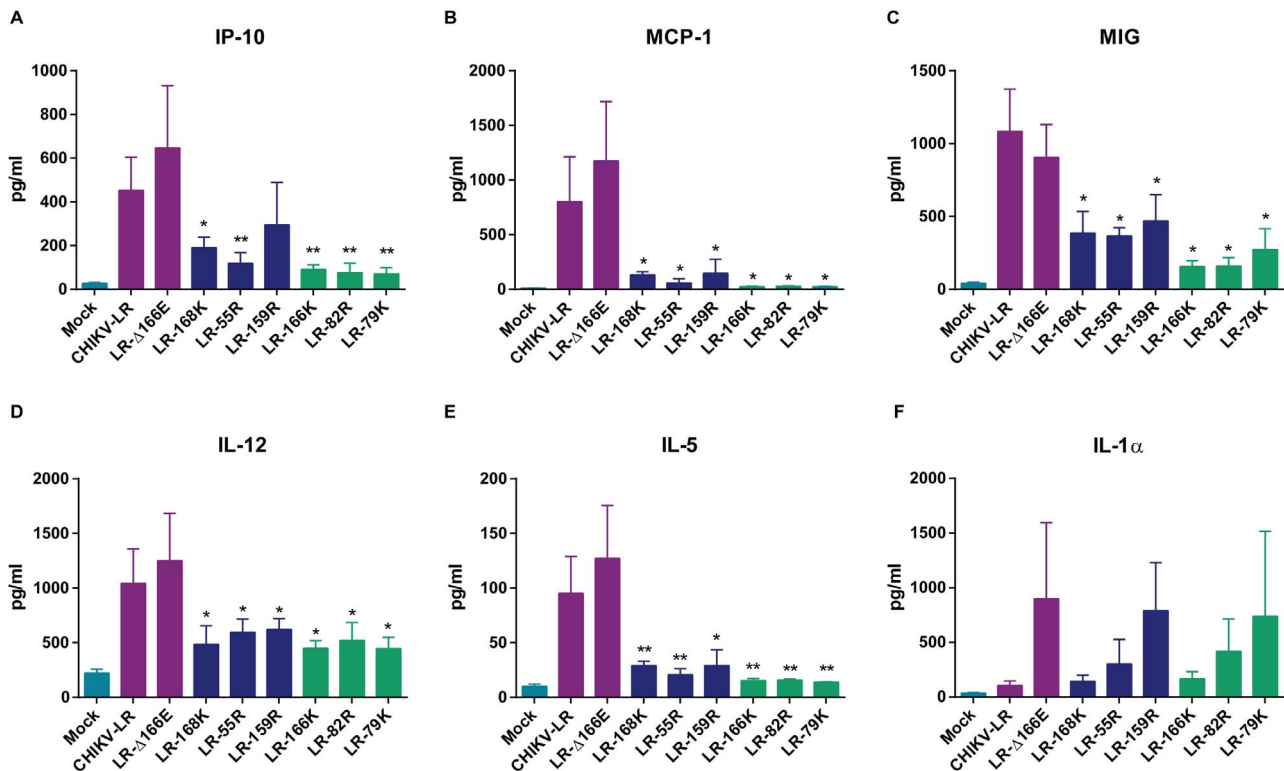 A
IP-10
pg/ml
1000
800
600
400
200
0
* ** ** ** **
Mock CHIKV-LR LR-Δ166E LR-168K LR-55R LR-159R LR-166K LR-82R LR-79K
B
MCP-1
pg/ml
2000
1500
1000
500
0
* * * * * *
Mock CHIKV-LR LR-Δ166E LR-168K LR-55R LR-159R LR-166K LR-82R LR-79K
C
MIG
pg/ml
1500
1000
500
0
* * * * * *
Mock CHIKV-LR LR-Δ166E LR-168K LR-55R LR-159R LR-166K LR-82R LR-79K
D
IL-12
pg/ml
2000
1500
1000
500
0
* * * * * *
Mock CHIKV-LR LR-Δ166E LR-168K LR-55R LR-159R LR-166K LR-82R LR-79K
E
IL-5
pg/ml
200
150
100
50
0
** ** * ** ** **
Mock CHIKV-LR LR-Δ166E LR-168K LR-55R LR-159R LR-166K LR-82R LR-79K
F
IL-1α
pg/ml
2000
1500
1000
500
0
Mock CHIKV-LR LR-Δ166E LR-168K LR-55R LR-159R LR-166K LR-82R LR-79K